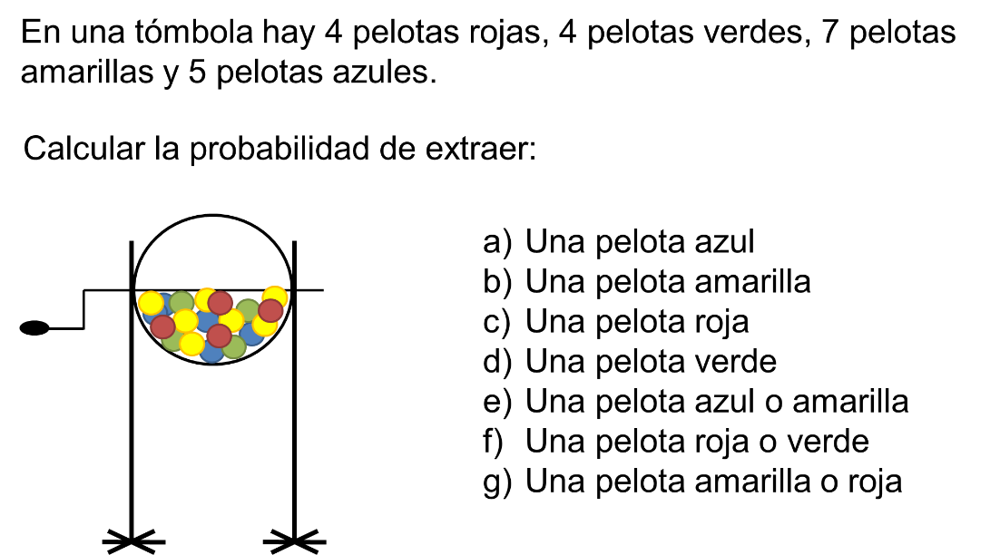 En una tómbola hay 4 pelotas rojas, 4 pelotas verdes, 7 pelotas
amarillas y 5 pelotas azules.
Calcular la probabilidad de extraer:
a) Una pelota azul
b) Una pelota amarilla
c) Una pelota roja
d) Una pelota verde
e) Una pelota azul o amarilla
f) Una pelota roja o verde
g) Una pelota amarilla o roja